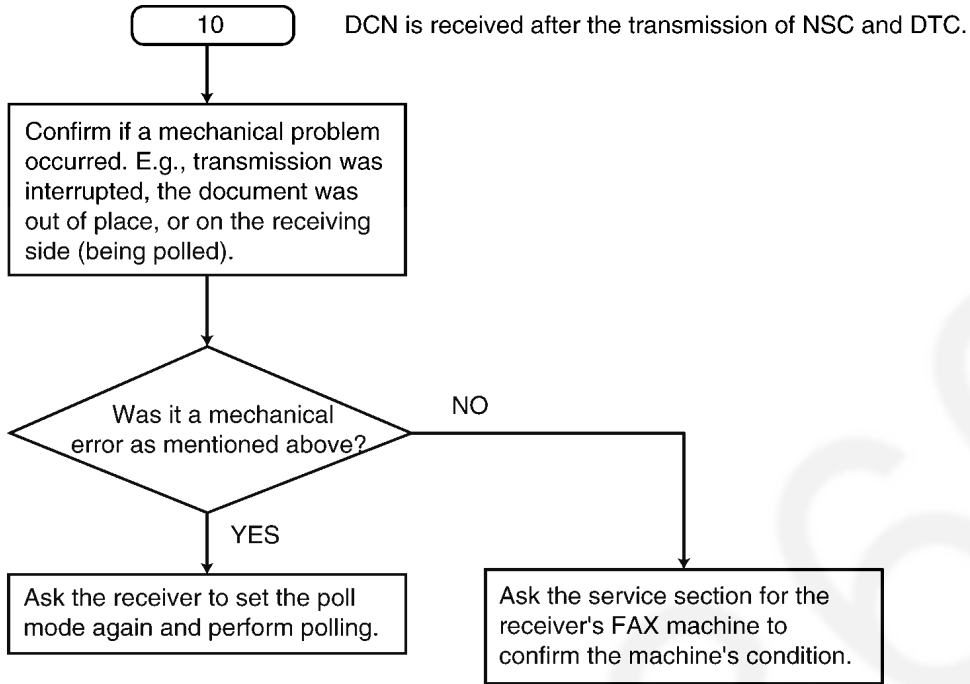 10
DCN is received after the transmission of NSC and DTC.
Confirm if a mechanical problem
occurred. E.g., transmission was
interrupted, the document was
out of place, or on the receiving
side (being polled).
Was it a mechanical
error as mentioned above?
NO
YES
Ask the receiver to set the poll
mode again and perform polling.
Ask the service section for the
receiver's FAX machine to
confirm the machine's condition.